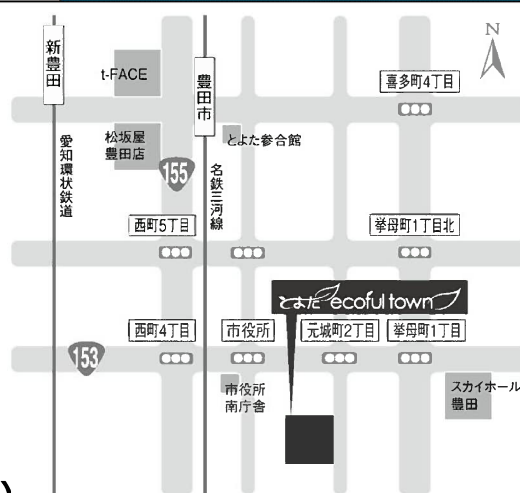 N
新豊田
t-FACE
豊田市
喜多町4丁目
松坂屋
豊田店
とよた参合館
愛知環状鉄道
155
名鉄三河線
西町5丁目
挙母町1丁目北
とよた ecoful town
西町4丁目
市役所
元城町2丁目
挙母町1丁目
153
市役所
南庁舎
スカイホール
豊田
)